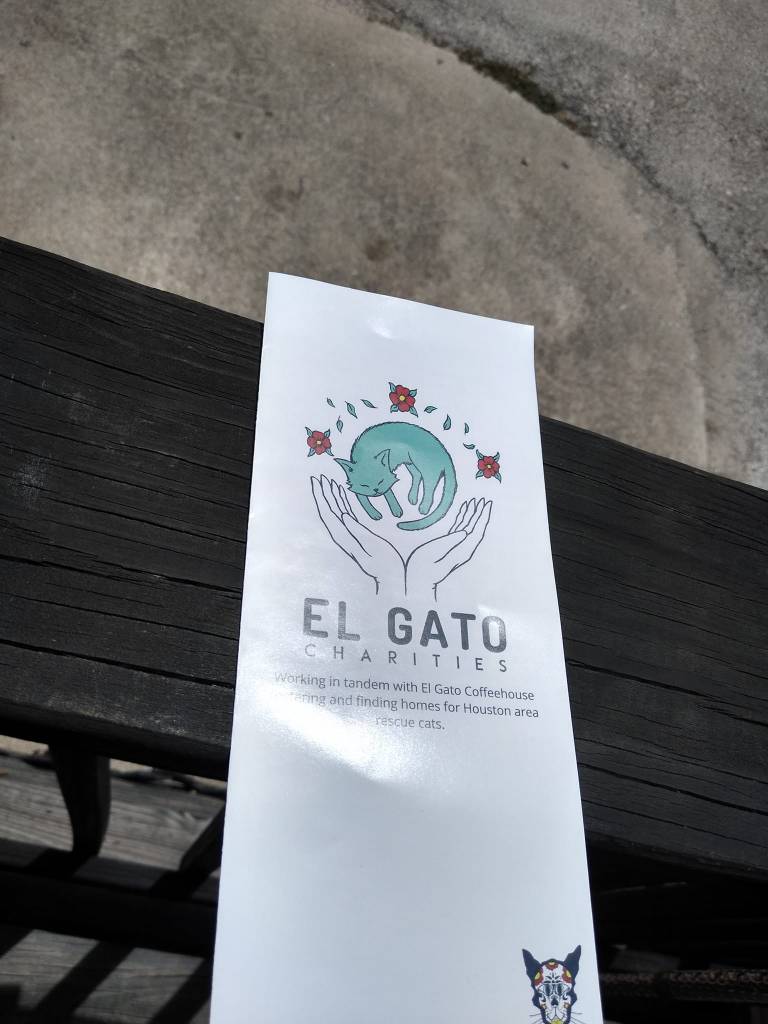 EL GATO
CHARITIES
Working in tandem with El Gato Coffeehouse
and finding homes for Houston area
rescue cats.